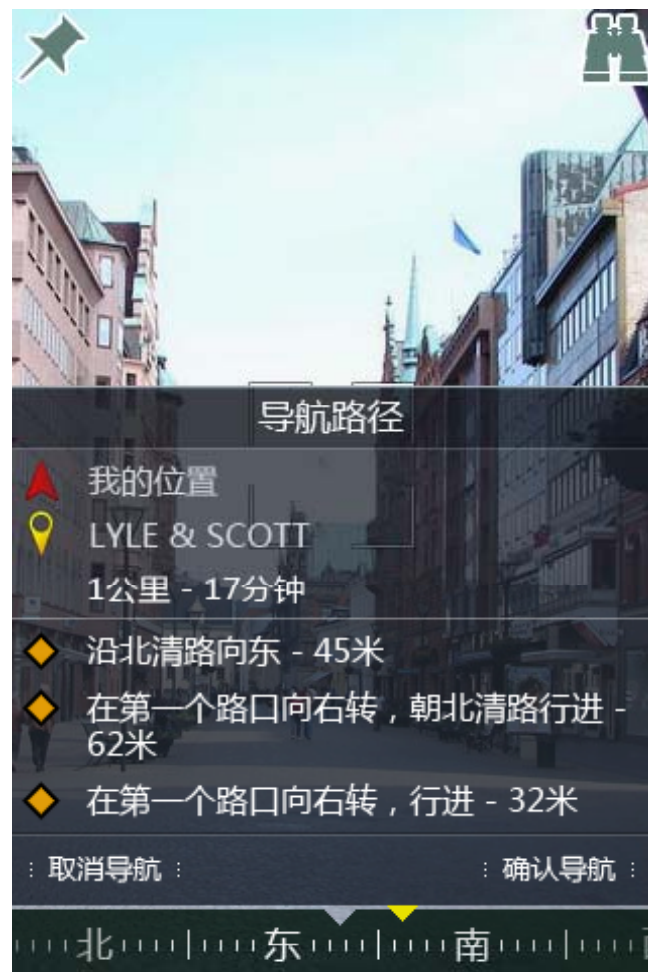 导航路径
我的位置
LYLE & SCOTT
1公里 - 17分钟
沿北清路向东 - 45米
在第一个路口向右转，朝北清路行进 -
62米
在第一个路口向右转，行进 - 32米
取消导航 确认导航
北 东 南